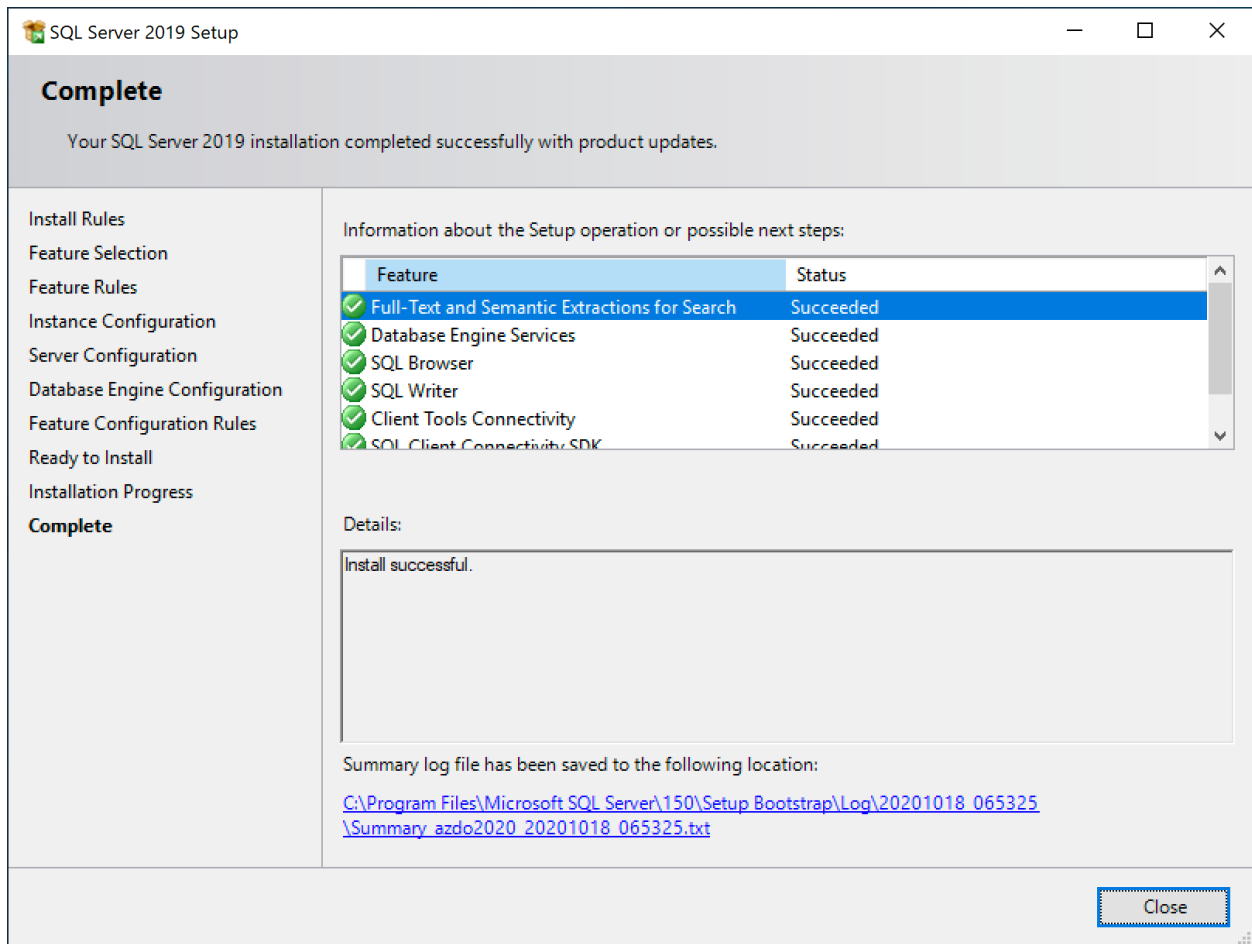 SQL Server 2019 Setup
Complete
Your SQL Server 2019 installation completed successfully with product updates.
Install Rules
Feature Selection
Feature Rules
Instance Configuration
Server Configuration
Database Engine Configuration
Feature Configuration Rules
Ready to Install
Installation Progress
Complete
Information about the Setup operation or possible next steps:
Feature Status
Full-Text and Semantic Extractions for Search Succeeded
Database Engine Services Succeeded
SQL Browser Succeeded
SQL Writer Succeeded
Client Tools Connectivity Succeeded
SQL Client Connectivity SDK Succeeded
Details:
Install successful.
Summary log file has been saved to the following location:
C:\Program Files\Microsoft SQL Server\150\Setup Bootstrap\Log\20201018_065325
\Summary_azdo2020_20201018_065325.txt
Close